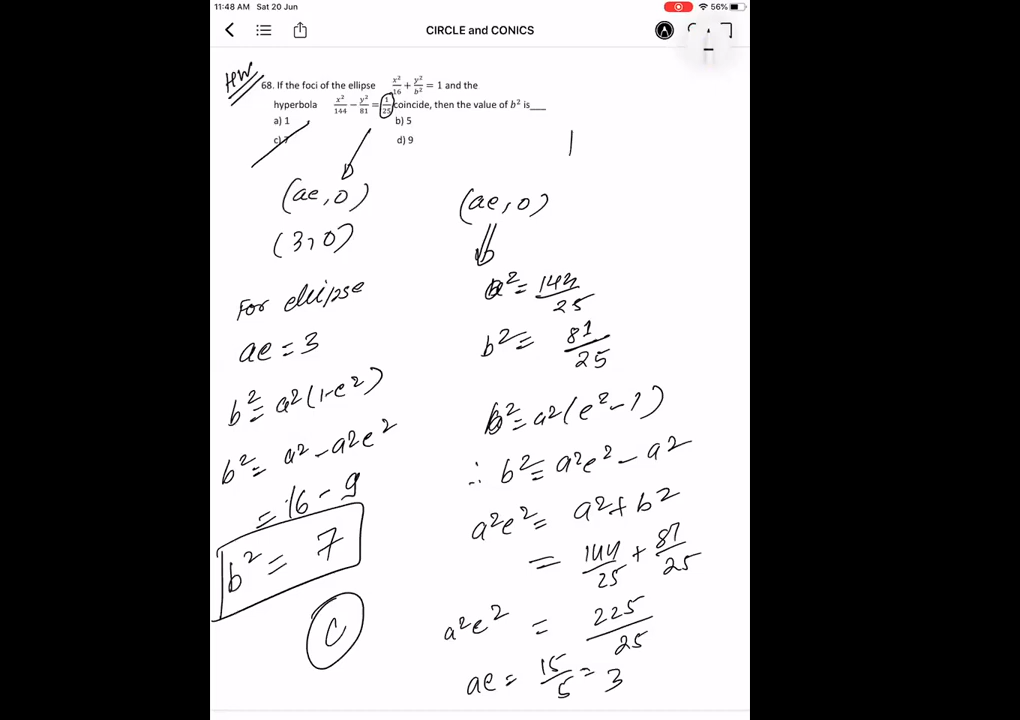 11:48 AM Sat 20 Jun 56%
CIRCLE and CONICS
HW
68. If the foci of the ellipse x²/16 + y²/b² = 1 and the
hyperbola x²/144 − y²/81 = 1/25 coincide, then the value of b² is___
a) 1 b) 5
c) 7 d) 9
(ae, 0)
(3, 0)
For ellipse
ae = 3
b² = a²(1-e²)
b² = a² - a²e²
= 16 - 9
b² = 7
C
(ae, 0)
a² = 144/25
b² = 81/25
b² = a²(e² - 1)
∴ b² = a²e² - a²
a²e² = a² + b²
= 144/25 + 81/25
a²e² = 225/25
ae = 15/5 = 3